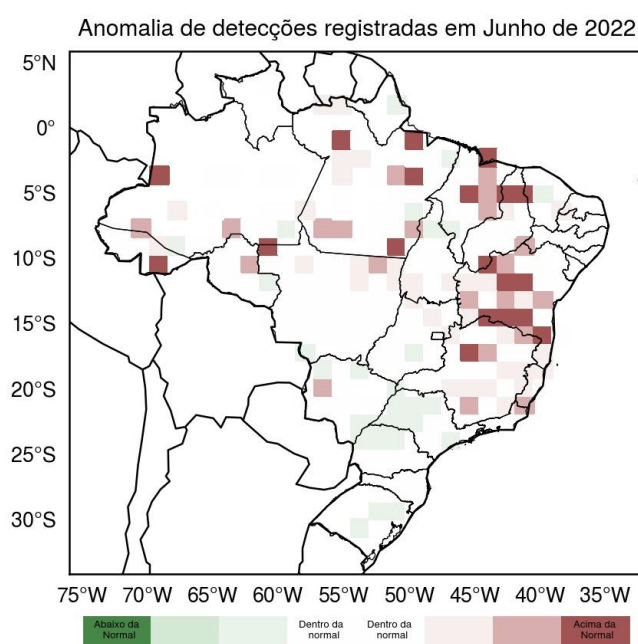 Anomalia de detecções registradas em Junho de 2022
5°N
0°
5°S
10°S
15°S
20°S
25°S
30°S
75°W 70°W 65°W 60°W 55°W 50°W 45°W 40°W 35°W
Abaixo da Dentro da Dentro da Acima da
Normal normal normal Normal